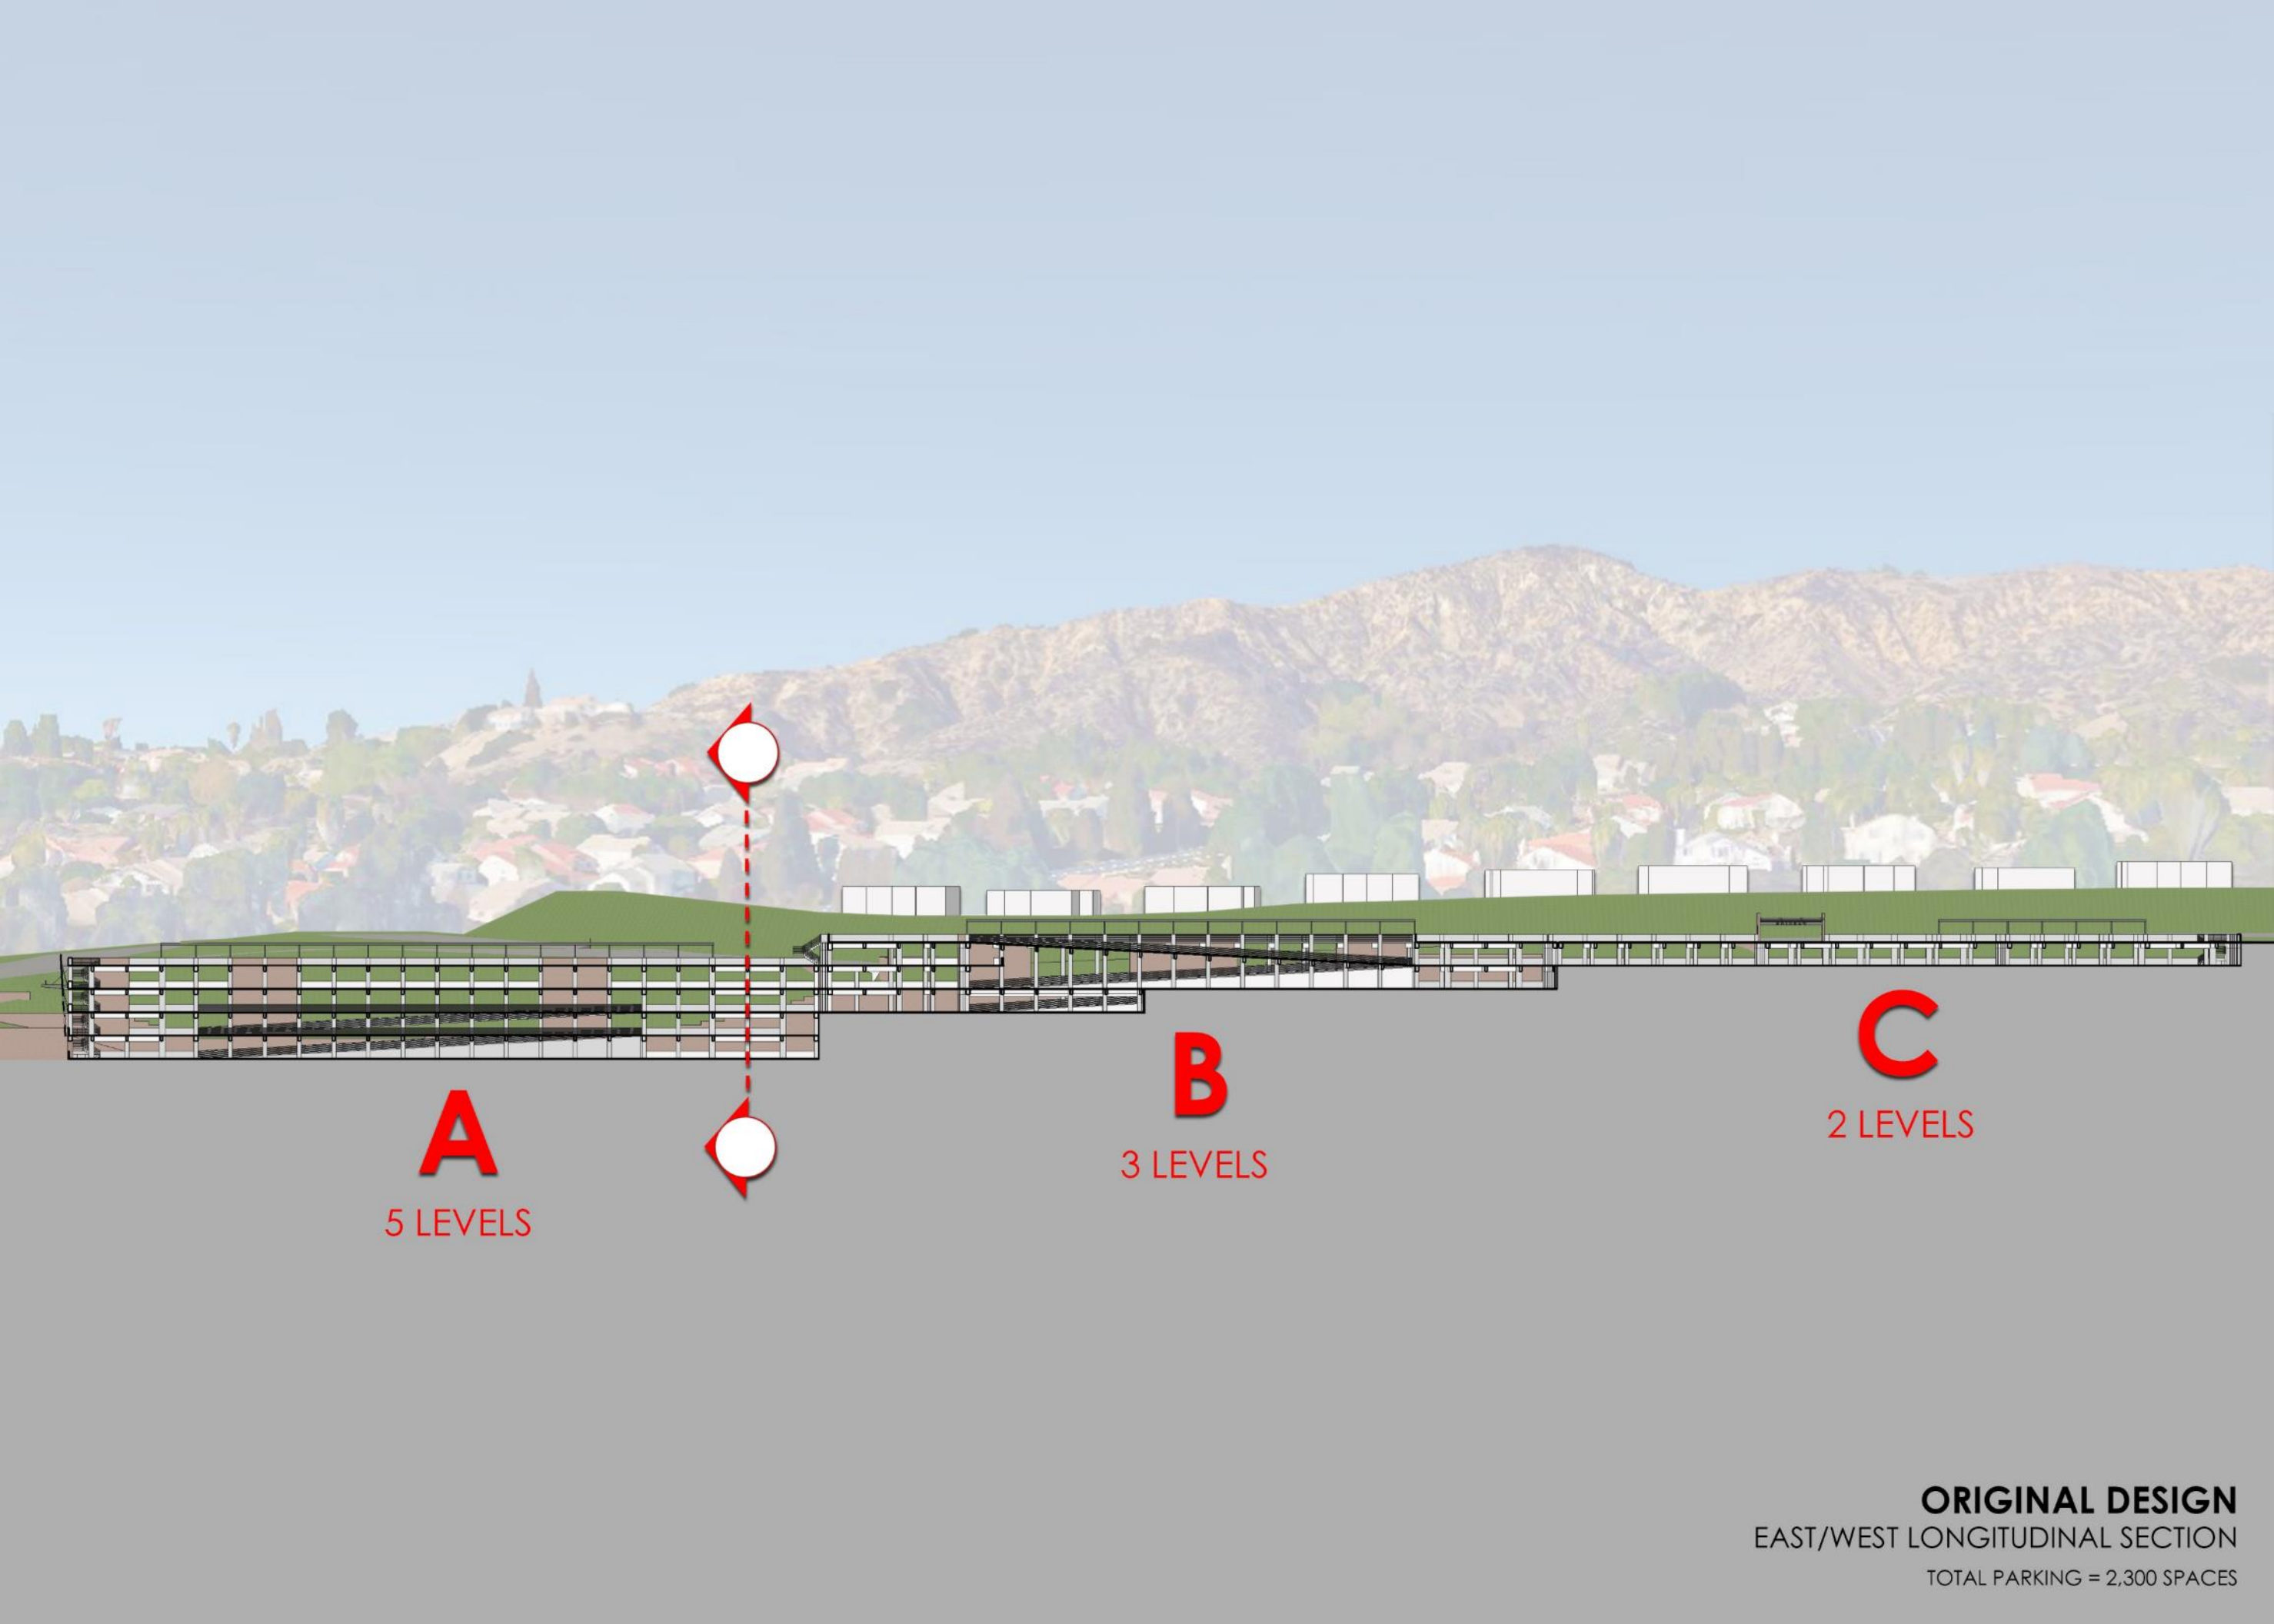 A
5 LEVELS
B
3 LEVELS
C
2 LEVELS
ORIGINAL DESIGN
EAST/WEST LONGITUDINAL SECTION
TOTAL PARKING = 2,300 SPACES